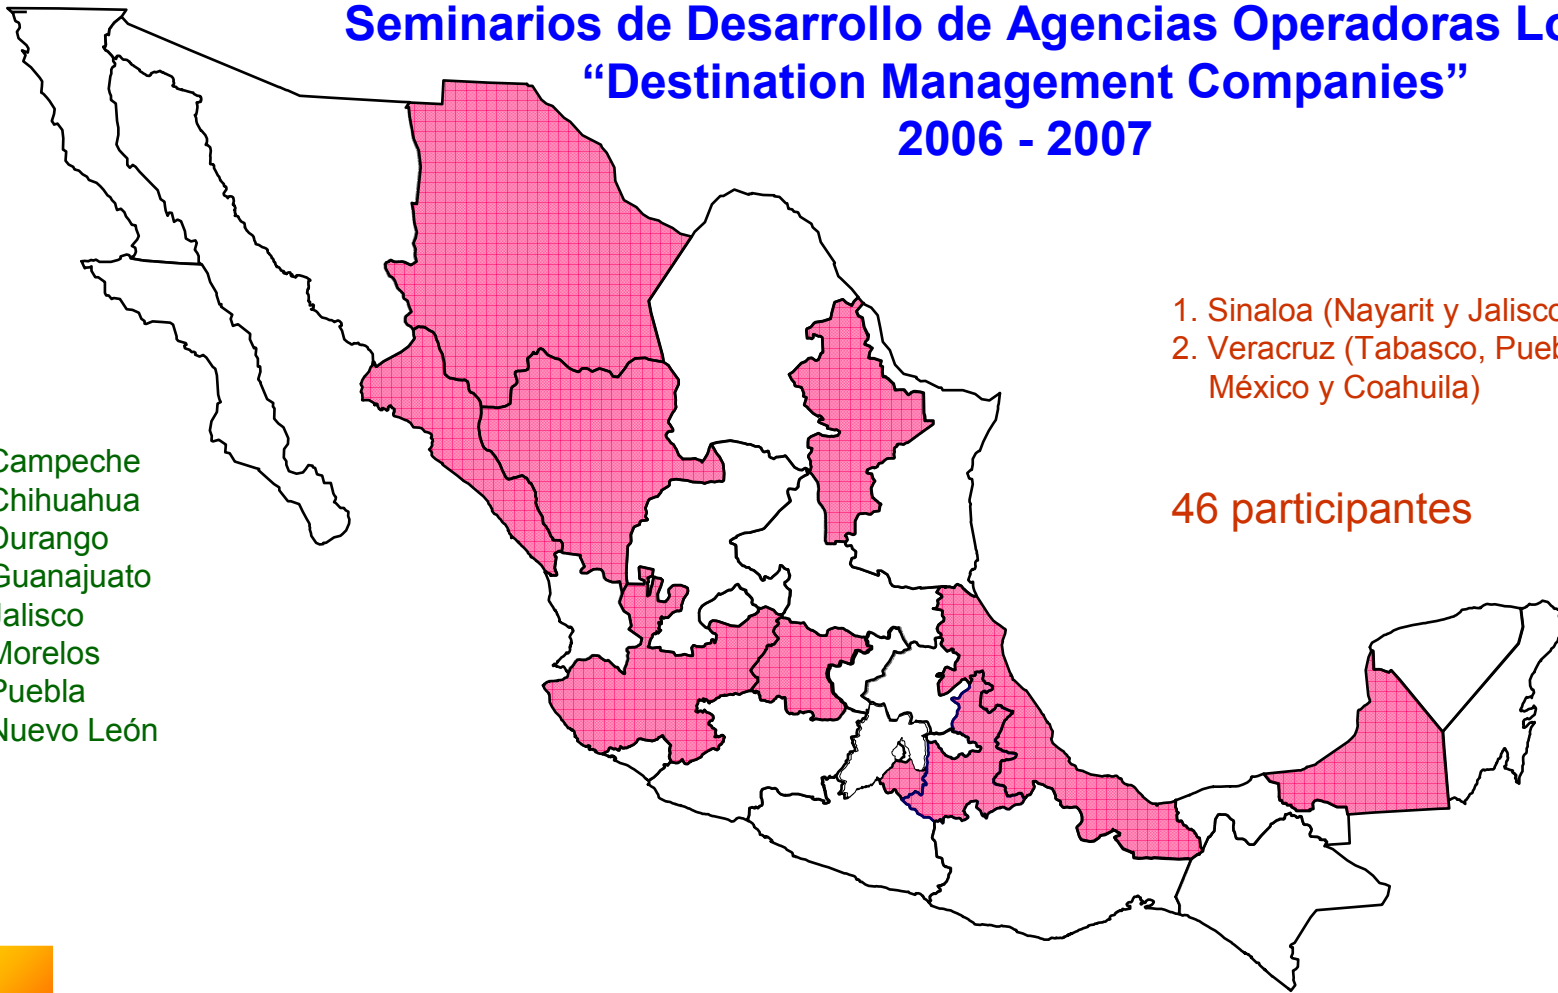 Seminarios de Desarrollo de Agencias Operadoras Lo
“Destination Management Companies”
2006 - 2007
1. Sinaloa (Nayarit y Jalisco
2. Veracruz (Tabasco, Pueb
México y Coahuila)
46 participantes
Campeche
Chihuahua
Durango
Guanajuato
Jalisco
Morelos
Puebla
Nuevo León